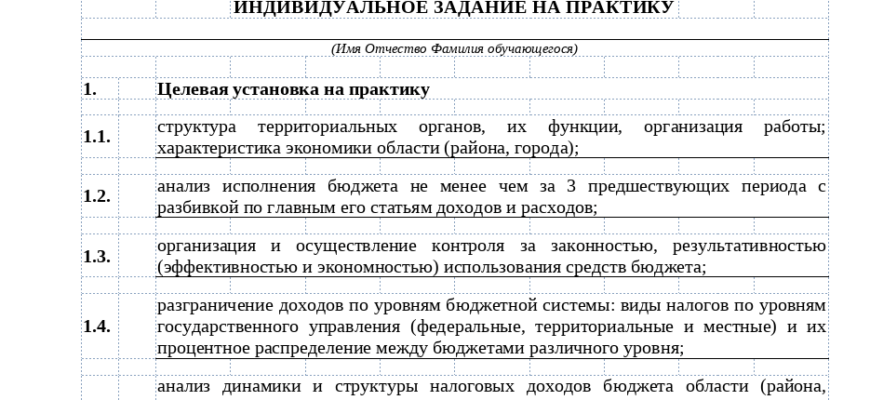 ИНДИВИДУАЛЬНОЕ ЗАДАНИЕ НА ПРАКТИКУ
(Имя Отчество Фамилия обучающегося)
1. Целевая установка на практику
1.1. структура территориальных органов, их функции, организация работы;
характеристика экономики области (района, города);
1.2. анализ исполнения бюджета не менее чем за 3 предшествующих периода с
разбивкой по главным его статьям доходов и расходов;
1.3. организация и осуществление контроля за законностью, результативностью
(эффективностью и экономностью) использования средств бюджета;
1.4. разграничение доходов по уровням бюджетной системы: виды налогов по уровням
государственного управления (федеральные, территориальные и местные) и их
процентное распределение между бюджетами различного уровня;
анализ динамики и структуры налоговых доходов бюджета области (района,